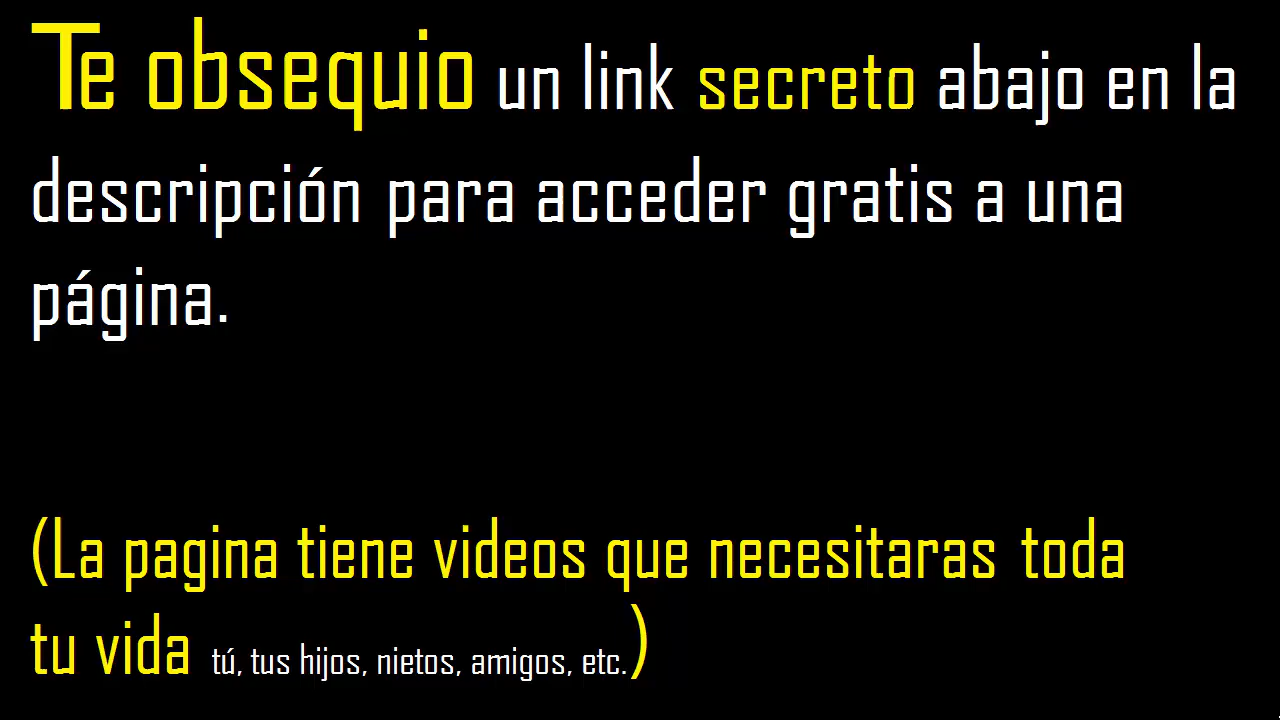 Te obsequio un link secreto abajo en la
descripción para acceder gratis a una
página.
(La pagina tiene videos que necesitaras toda
tu vida tú, tus hijos, nietos, amigos, etc.)